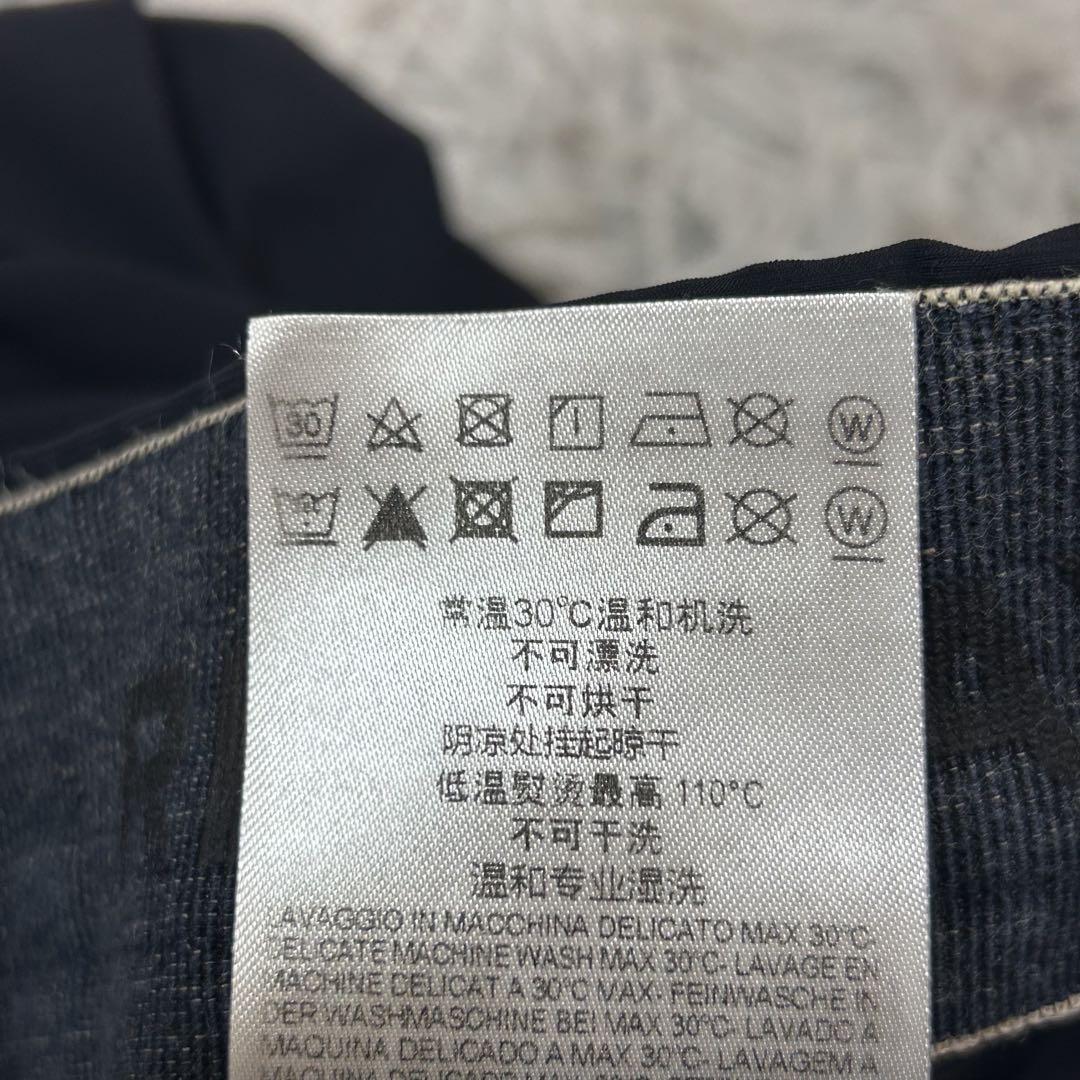 30
W
W
常温30°C温和机洗
不可漂洗
不可烘干
阴凉处挂起晾干
低温熨烫最高 110°C
不可干洗
温和专业湿洗
LAVAGGIO IN MACCHINA DELICATO MAX 30°C-
DELICATE MACHINE WASH MAX 30°C- LAVAGE EN
MACHINE DELICAT A 30°C MAX- FEINWASCHE IN
DER WASHMASCHINE BEI MAX 30°C- LAVADO A
MAQUINA DELICADO A MAX 30°C- LAVAGEM A